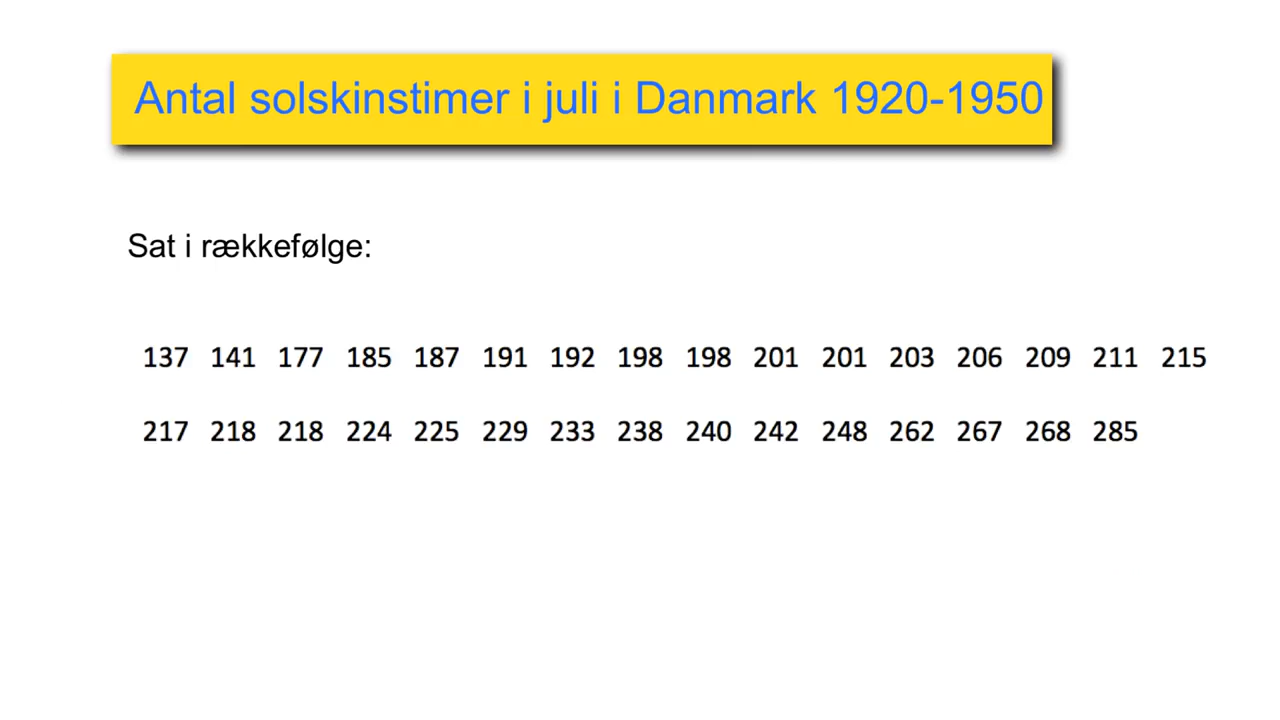 Antal solskinstimer i juli i Danmark 1920-1950
Sat i rækkefølge:
137 141 177 185 187 191 192 198 198 201 201 203 206 209 211 215
217 218 218 224 225 229 233 238 240 242 248 262 267 268 285